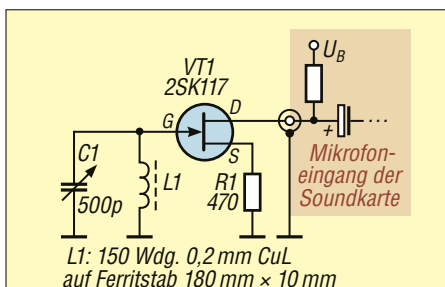 VT1
2SK117
G
D
S
C1
500p
L1
R1
470
U_B
+
...
Mikrofon-
eingang der
Soundkarte
L1: 150 Wdg. 0,2 mm CuL
auf Ferritstab 180 mm × 10 mm